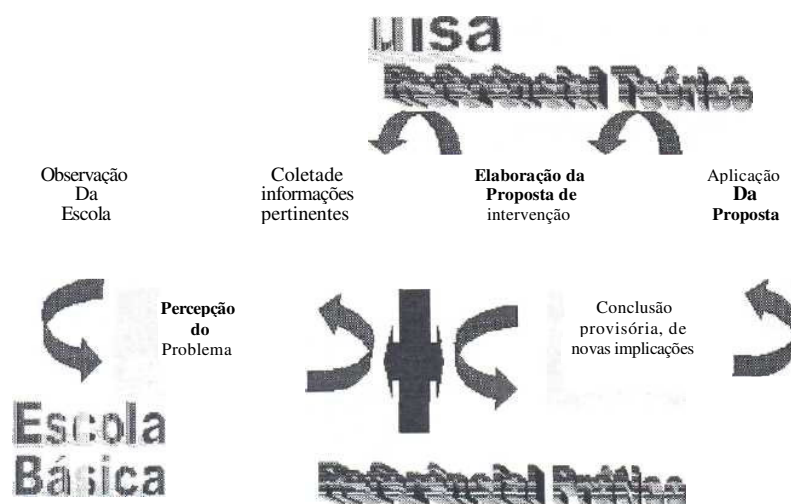 uisa
Observação
Da
Escola
Coletade
informações
pertinentes
Elaboração da
Proposta de
intervenção
Aplicação
Da
Proposta
Percepção
do
Problema
Conclusão
provisória, de
novas implicações
Escola
Básica